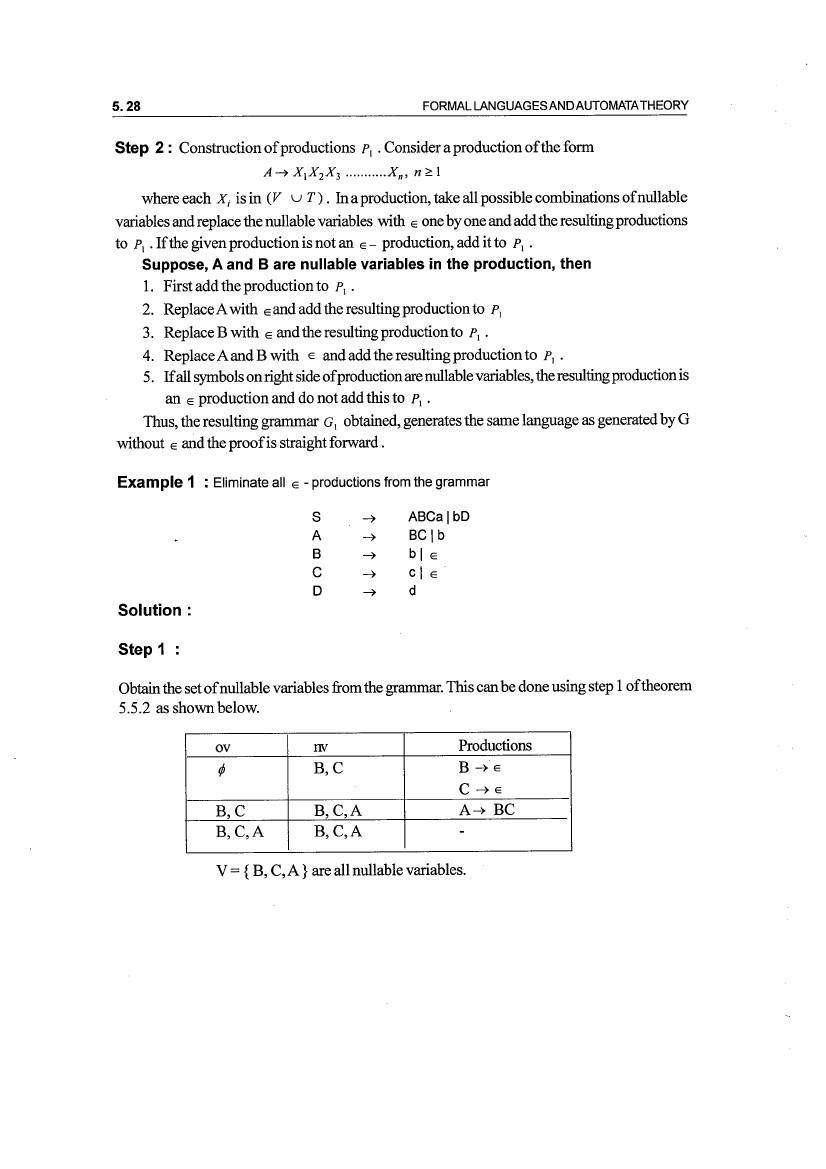 5. 28 FORMAL LANGUAGES AND AUTOMATA THEORY
Step 2 : Construction of productions P₁ . Consider a production of the form
A → X₁X₂X₃ ...........Xₙ, n ≥ 1
where each Xᵢ is in (V ∪ T ) . In a production, take all possible combinations of nullable
variables and replace the nullable variables with ∈ one by one and add the resulting productions
to P₁ . If the given production is not an ∈ – production, add it to P₁ .
Suppose, A and B are nullable variables in the production, then
1. First add the production to P₁ .
2. Replace A with ∈ and add the resulting production to P₁
3. Replace B with ∈ and the resulting production to P₁ .
4. Replace A and B with ∈ and add the resulting production to P₁ .
5. If all symbols on right side of production are nullable variables, the resulting production is
an ∈ production and do not add this to P₁ .
Thus, the resulting grammar G₁ obtained, generates the same language as generated by G
without ∈ and the proof is straight forward .
Example 1 : Eliminate all ∈ - productions from the grammar
S → ABCa | bD
A → BC | b
B → b | ∈
C → c | ∈
D → d
Solution :
Step 1 :
Obtain the set of nullable variables from the grammar. This can be done using step 1 of theorem
5.5.2 as shown below.
ov nv Productions
ϕ B, C B → ∈
C → ∈
B, C B, C, A A → BC
B, C, A B, C, A -
V = { B, C, A } are all nullable variables.